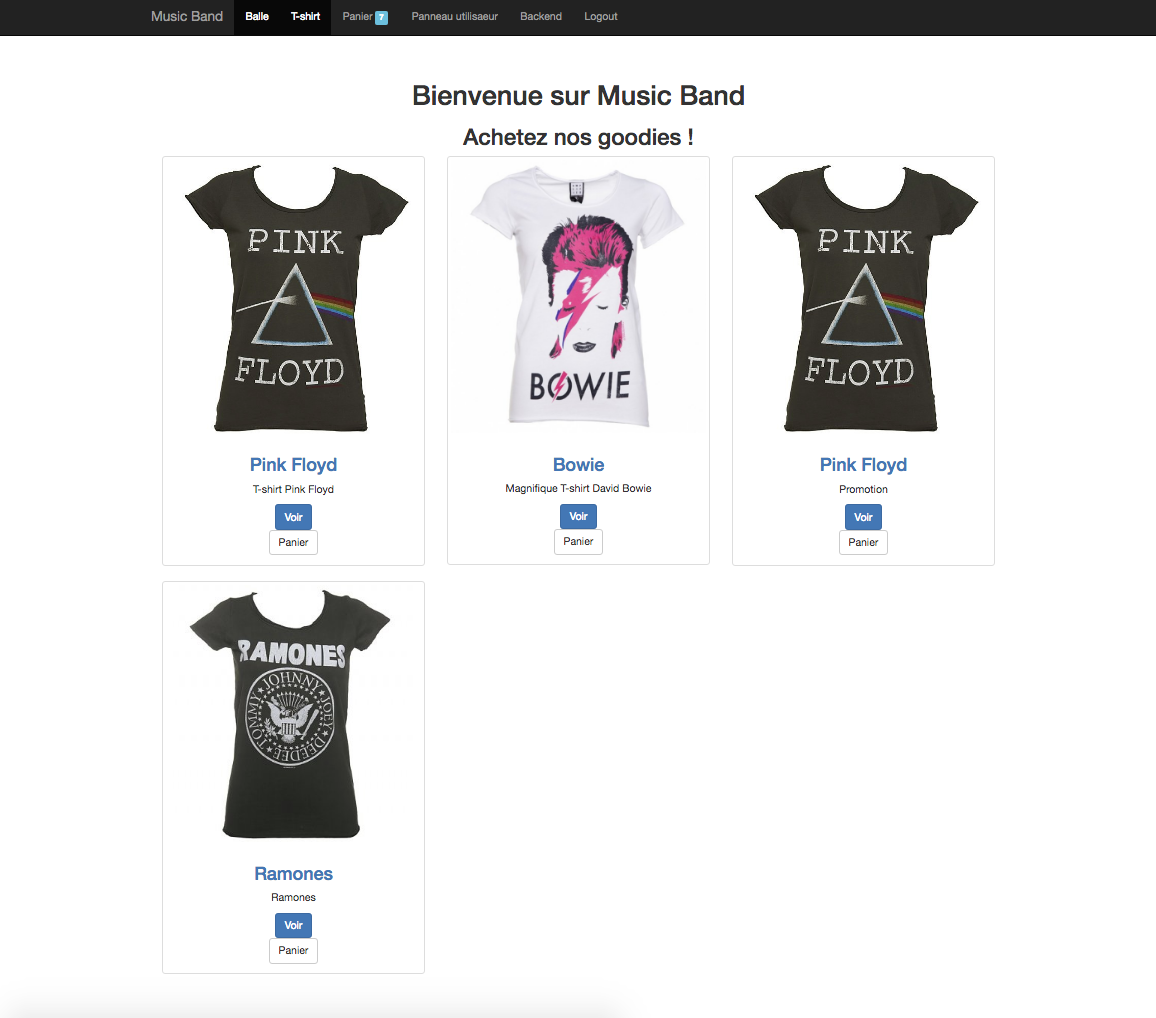 Music Band Balle T-shirt Panier 7 Panneau utilisaeur Backend Logout
Bienvenue sur Music Band
Achetez nos goodies !
PINK
FLOYD
Pink Floyd
T-shirt Pink Floyd
Voir
Panier
BOWIE
Bowie
Magnifique T-shirt David Bowie
Voir
Panier
PINK
FLOYD
Pink Floyd
Promotion
Voir
Panier
RAMONES
JOHNNY JOEY DEEDEE TOMMY
Ramones
Ramones
Voir
Panier